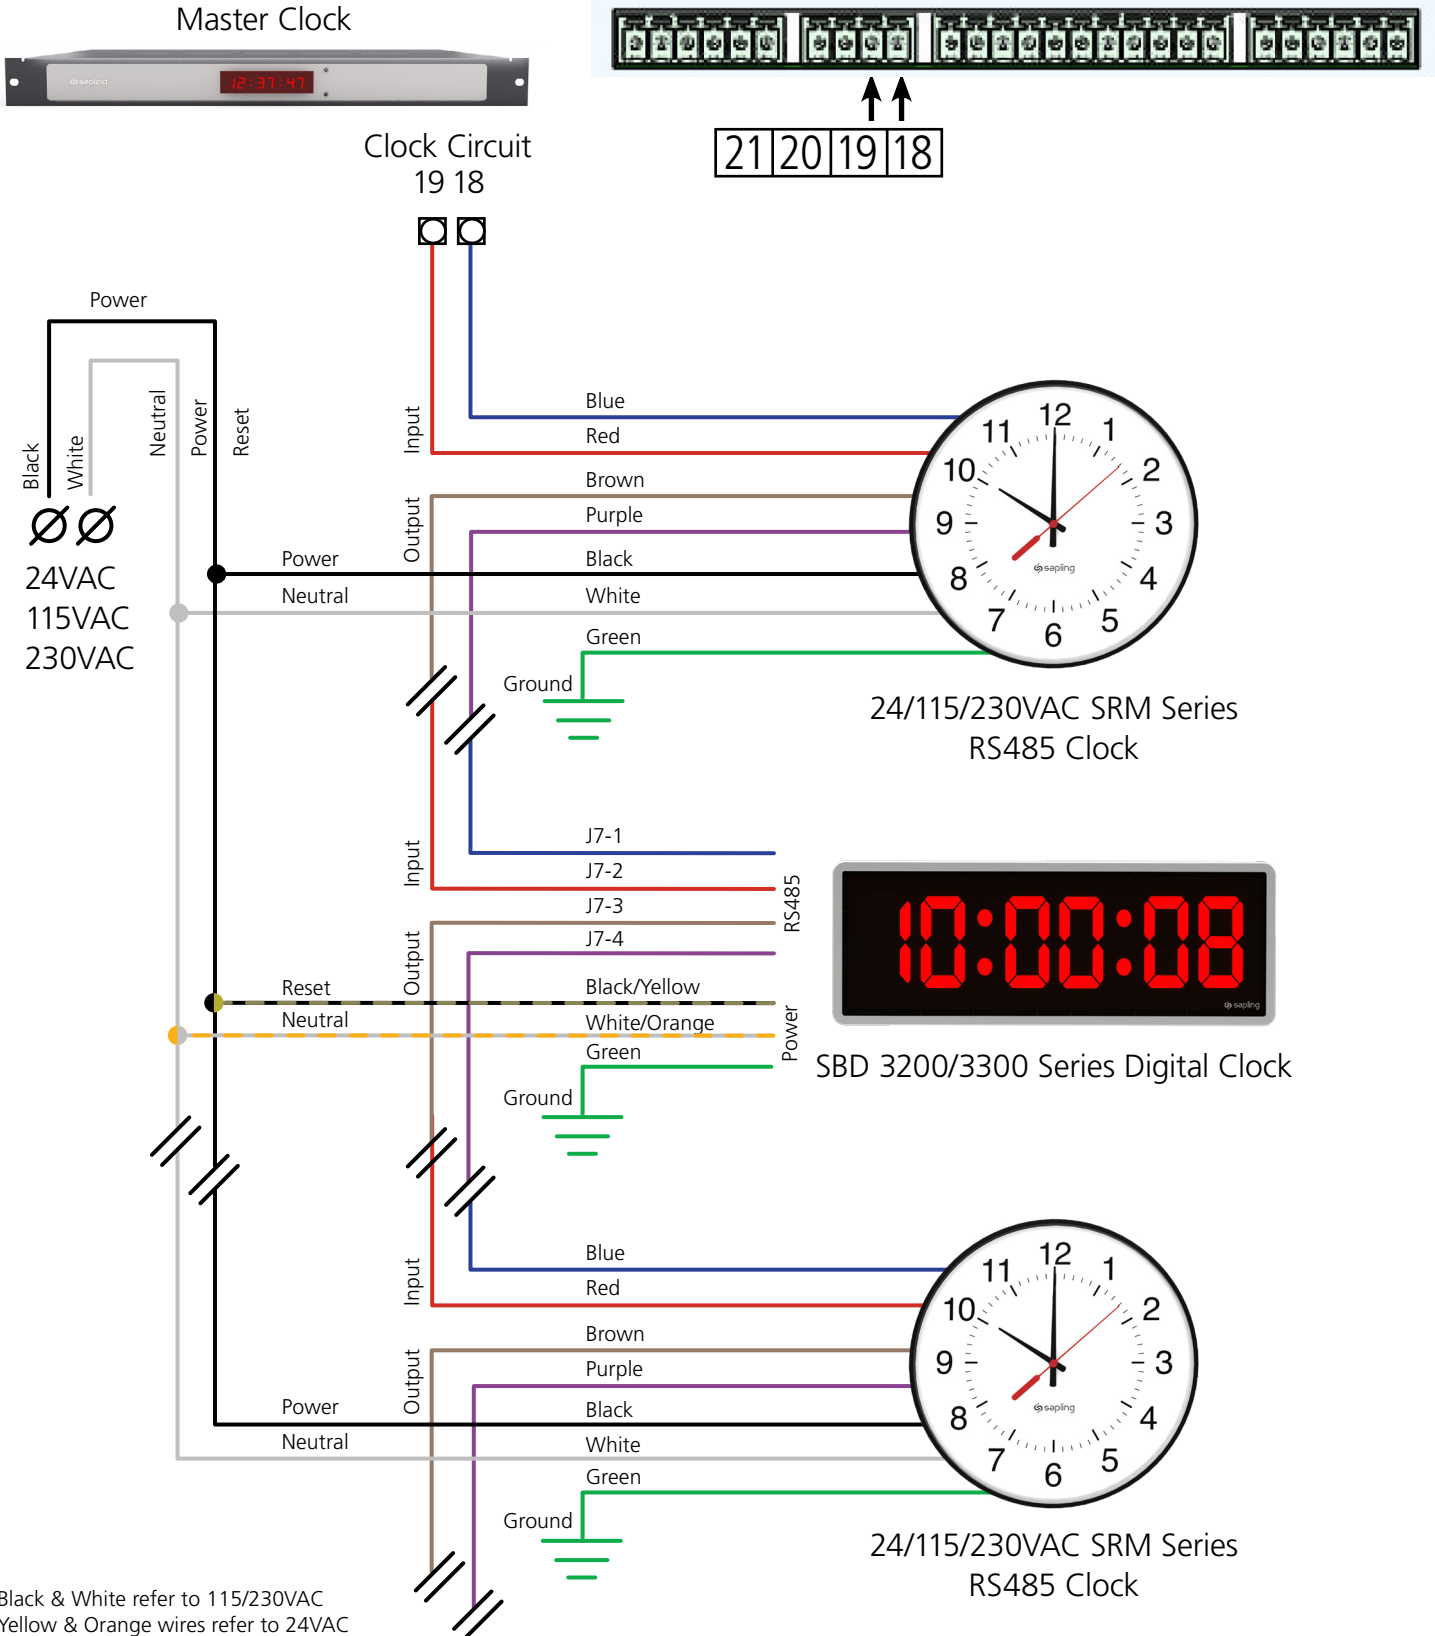 Master Clock
sapling
12:37:47
21 20 19 18
Clock Circuit
19 18
Power
Black
White
Neutral
Power
Reset
24VAC
115VAC
230VAC
Input
Blue
Red
Output
Brown
Purple
Power
Black
Neutral
White
Green
Ground
12
1
2
3
4
5
6
7
8
9
10
11
sapling
24/115/230VAC SRM Series
RS485 Clock
Input
J7-1
J7-2
J7-3
J7-4
RS485
Output
Reset
Black/Yellow
Neutral
White/Orange
Green
Power
Ground
10:00:08
sapling
SBD 3200/3300 Series Digital Clock
Input
Blue
Red
Output
Brown
Purple
Power
Black
Neutral
White
Green
Ground
12
1
2
3
4
5
6
7
8
9
10
11
sapling
24/115/230VAC SRM Series
RS485 Clock
Black & White refer to 115/230VAC
Yellow & Orange wires refer to 24VAC